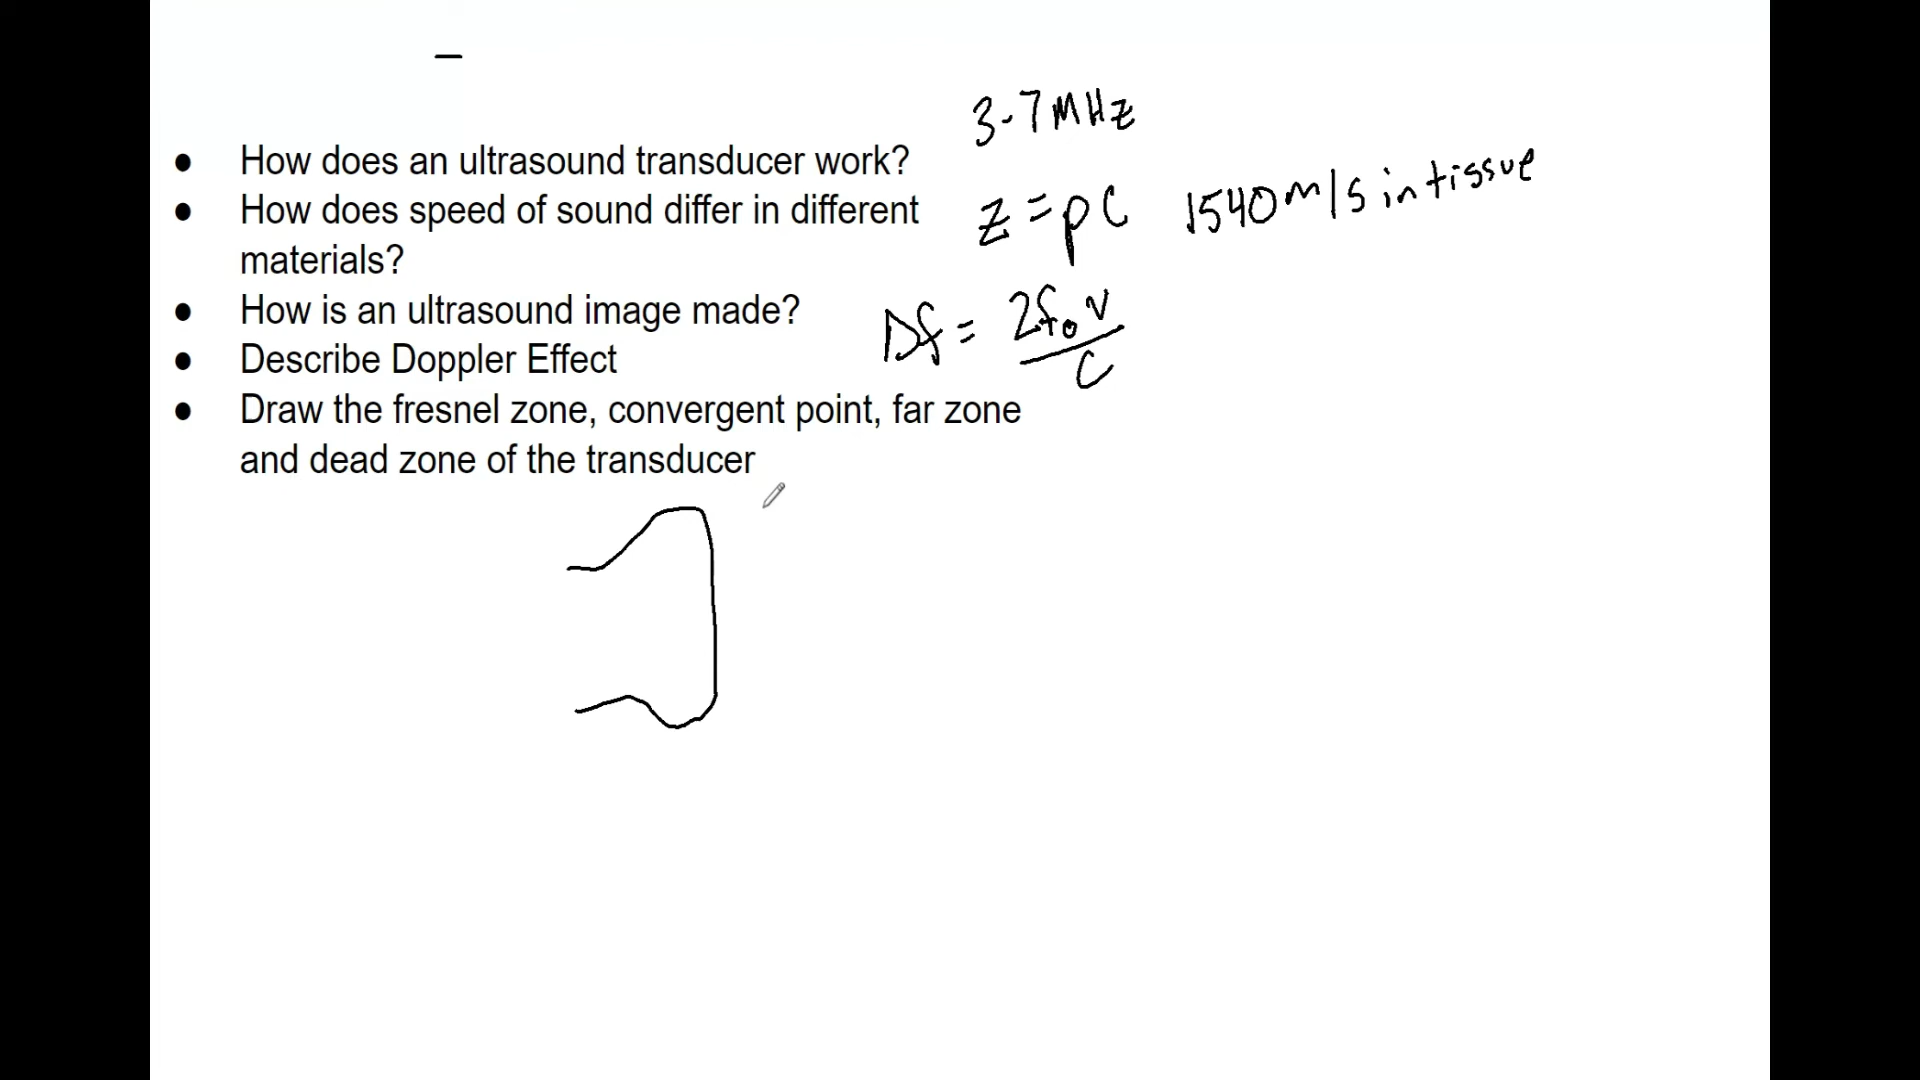 3-7MHz
● How does an ultrasound transducer work?
● How does speed of sound differ in different
materials?
z=pC 1540m/s in tissue
● How is an ultrasound image made?
Δf = 2f₀v/C
● Describe Doppler Effect
● Draw the fresnel zone, convergent point, far zone
and dead zone of the transducer